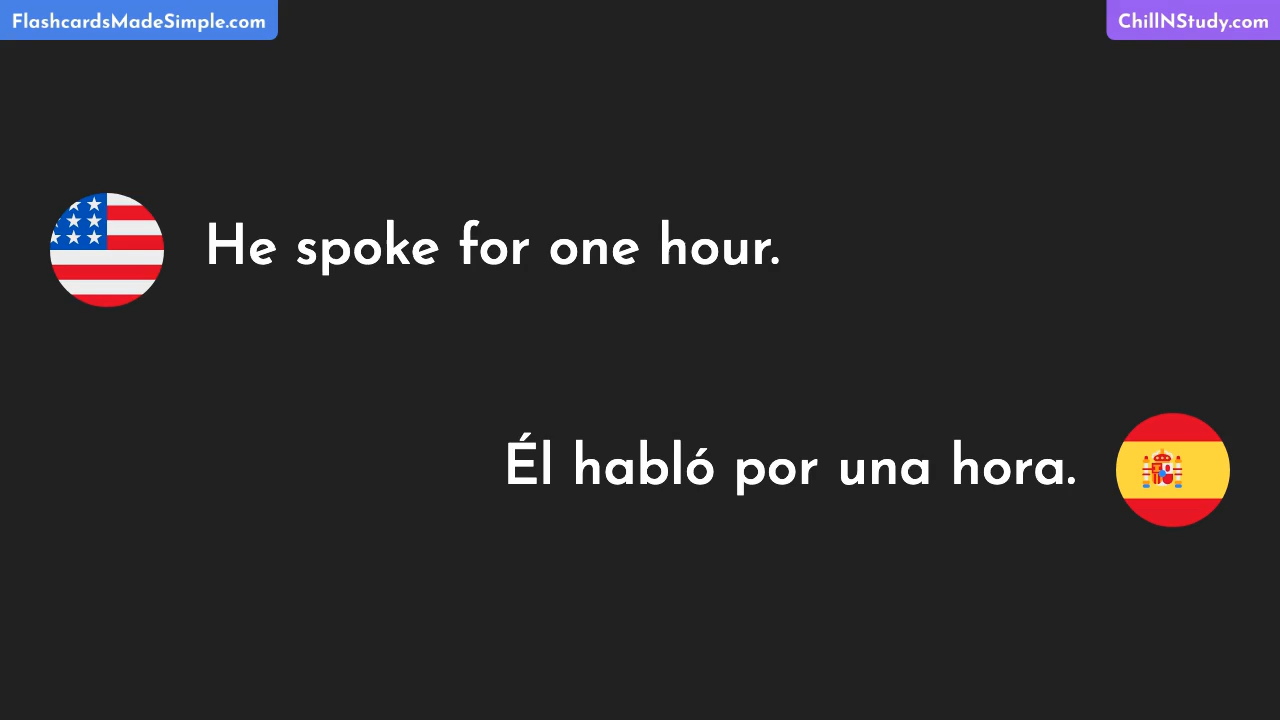 FlashcardsMadeSimple.com
ChillNStudy.com
He spoke for one hour.
Él habló por una hora.